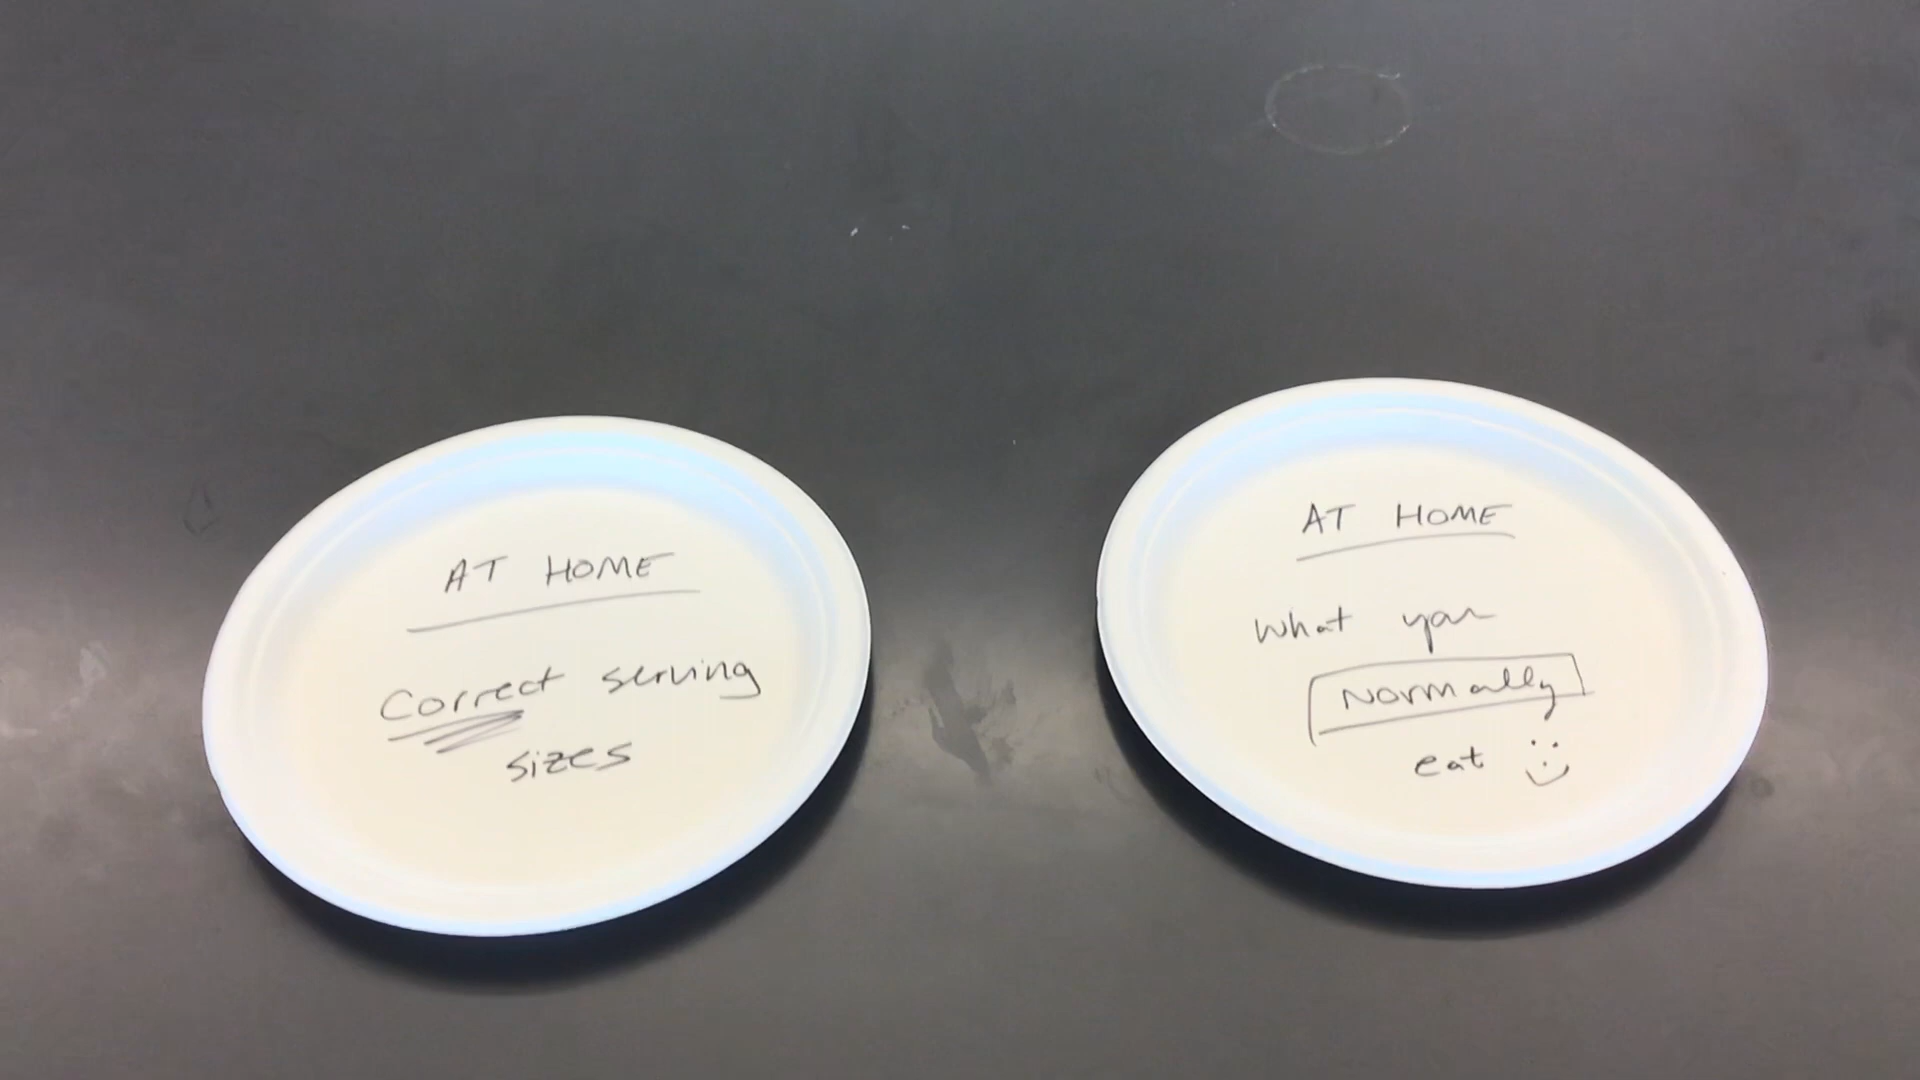 AT HOME
Correct serving
sizes
AT HOME
What you
Normally
eat